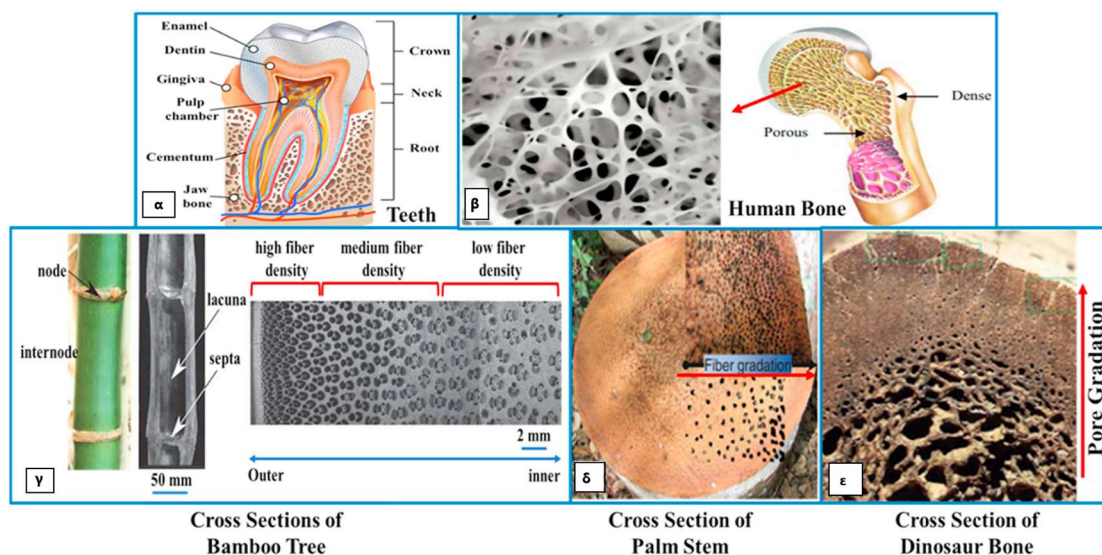 Enamel
Dentin
Gingiva
Pulp
chamber
Cementum
Jaw
bone
Crown
Neck
Root
α
Teeth
β
Dense
Porous
Human Bone
node
internode
lacuna
septa
50 mm
high fiber
density
medium fiber
density
low fiber
density
2 mm
Outer
inner
γ
Fiber gradation
δ
Pore Gradation
ε
Cross Sections of
Bamboo Tree
Cross Section of
Palm Stem
Cross Section of
Dinosaur Bone